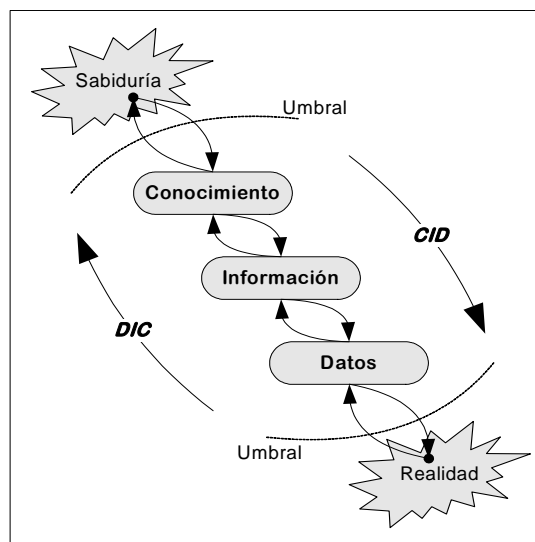 Sabiduría
Umbral
Conocimiento
CID
Información
DIC
Datos
Umbral
Realidad